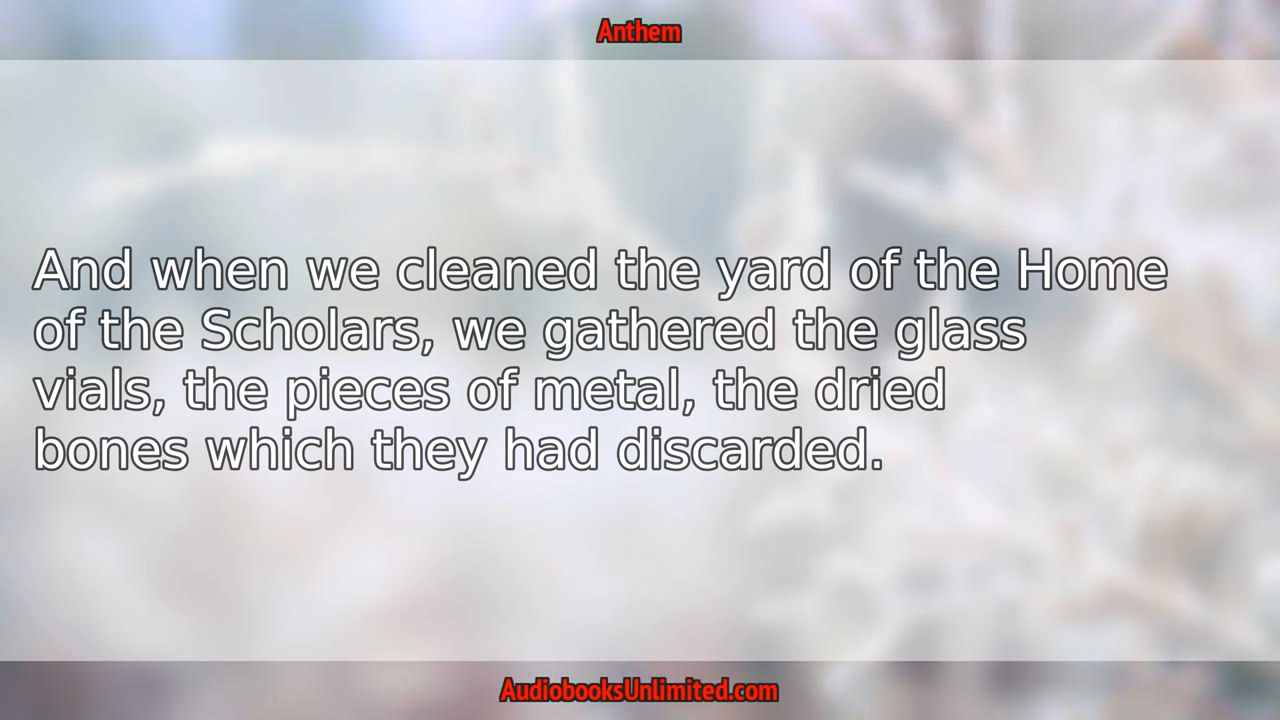 Anthem
And when we cleaned the yard of the Home
of the Scholars, we gathered the glass
vials, the pieces of metal, the dried
bones which they had discarded.
AudiobooksUnlimited.com